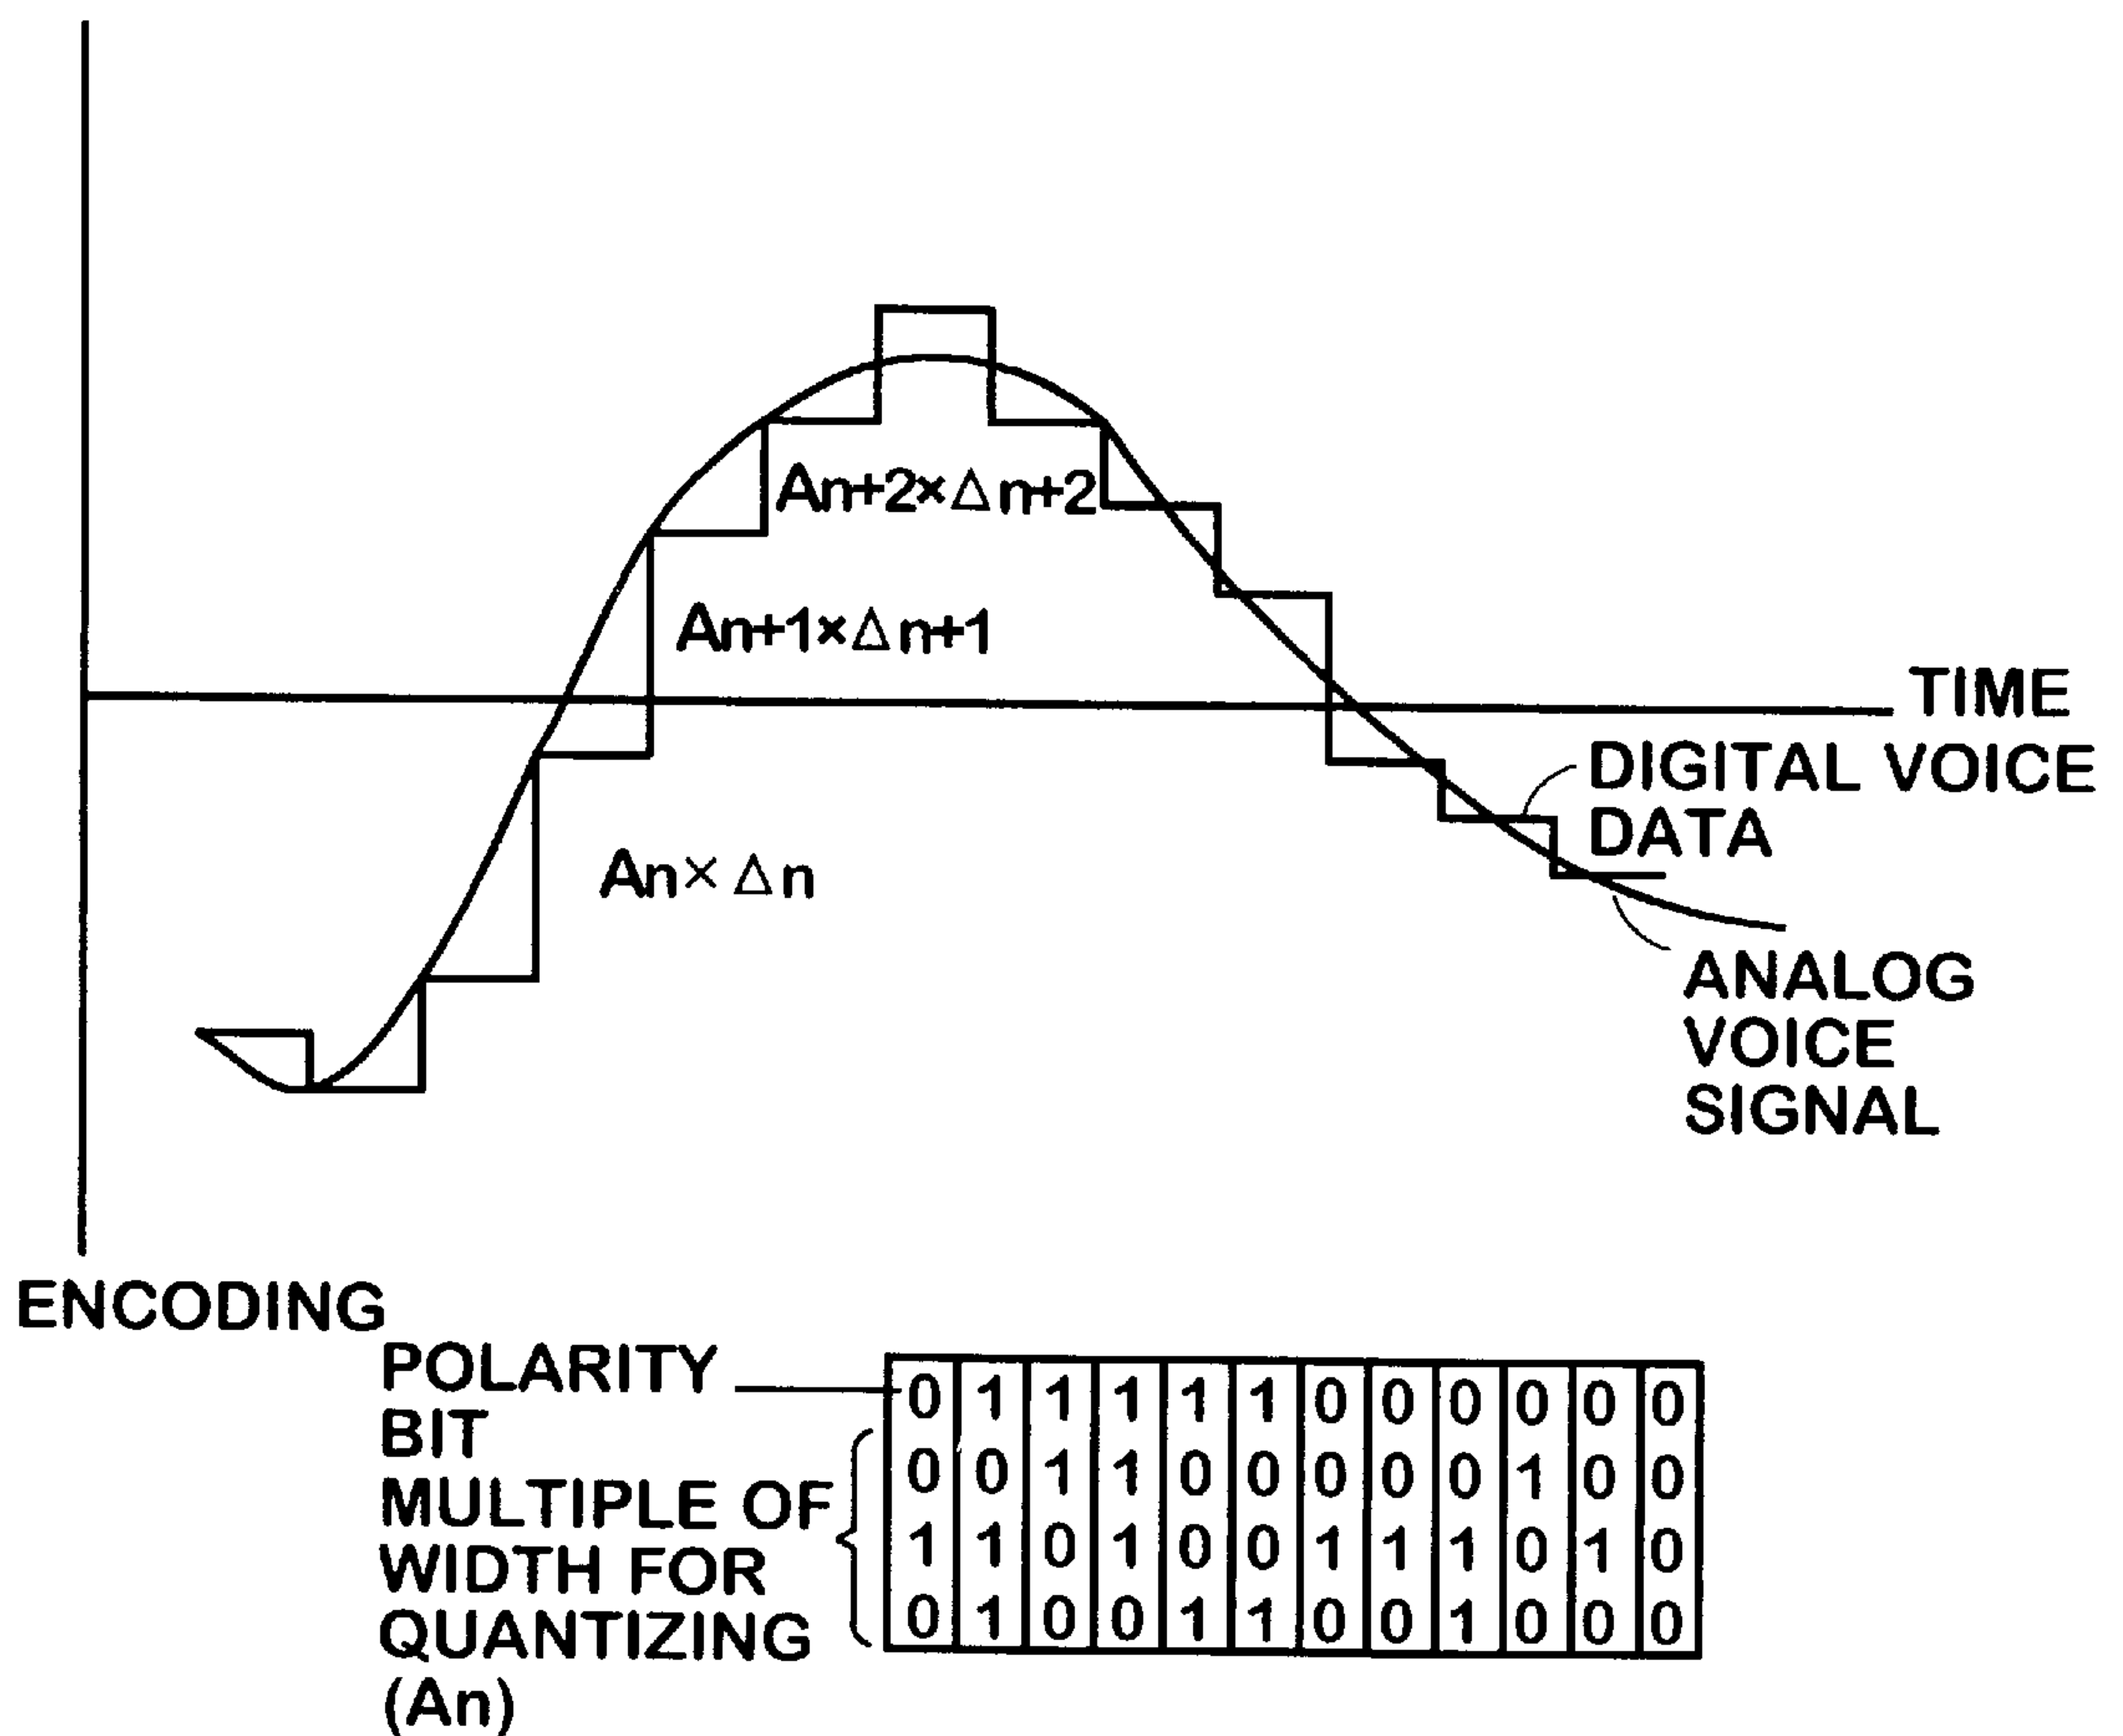 An+2×Δn+2
An+1×Δn+1
TIME
DIGITAL VOICE
DATA
An×Δn
ANALOG
VOICE
SIGNAL
ENCODING
POLARITY
BIT
MULTIPLE OF
WIDTH FOR
QUANTIZING
(An)
0 1 1 1 1 1 0 0 0 0 0 0
0 0 1 1 0 0 0 0 0 1 0 0
1 1 0 1 0 0 1 1 1 0 1 0
0 1 0 0 1 1 0 0 1 0 0 0